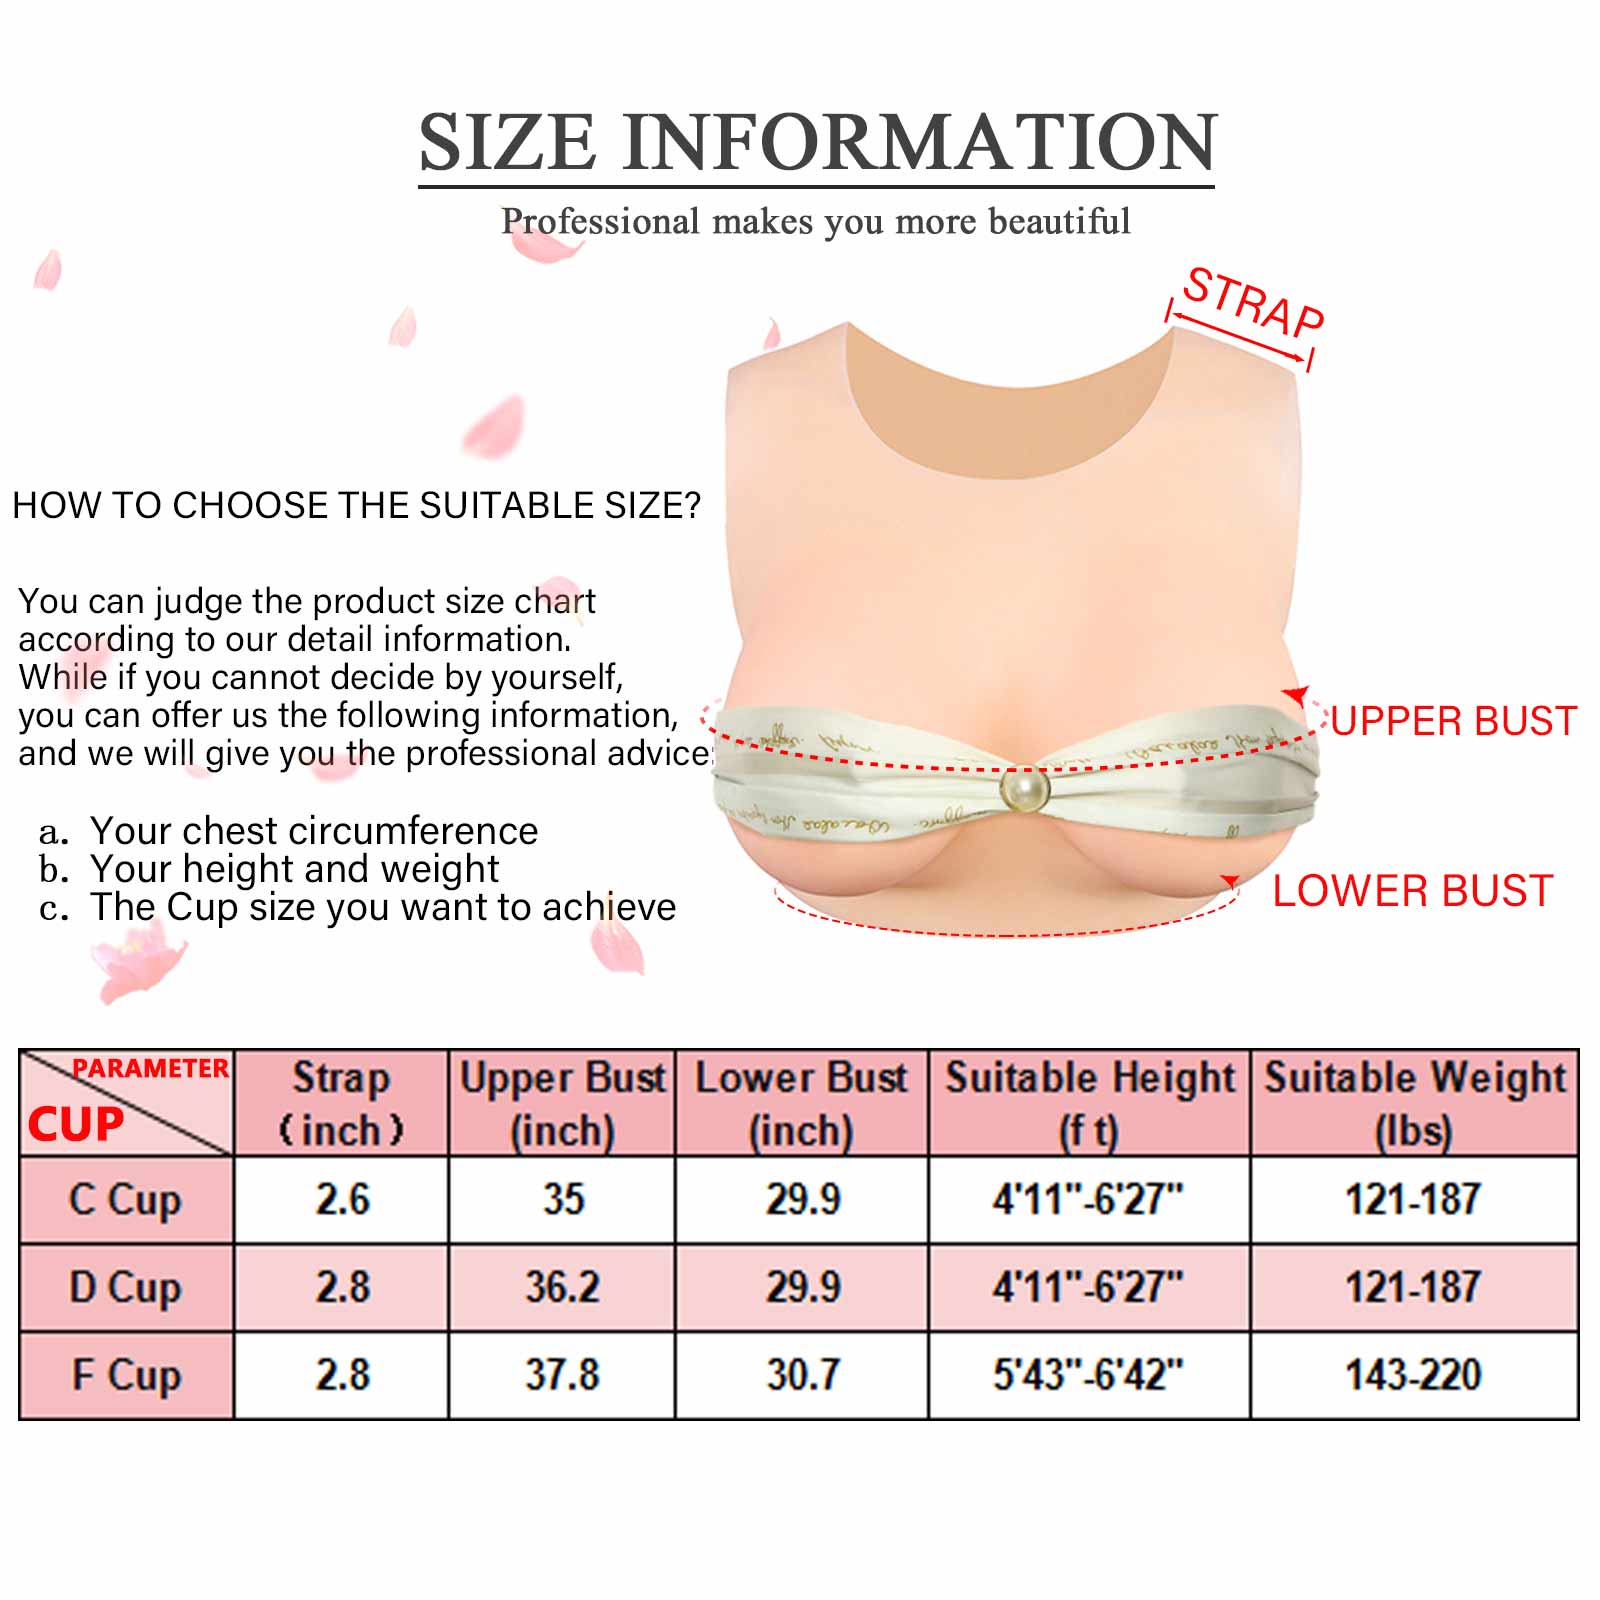 SIZE INFORMATION
Professional makes you more beautiful
STRAP
HOW TO CHOOSE THE SUITABLE SIZE?
You can judge the product size chart
according to our detail information.
While if you cannot decide by yourself,
you can offer us the following information,
and we will give you the professional advice:
a. Your chest circumference
b. Your height and weight
c. The Cup size you want to achieve
UPPER BUST
LOWER BUST
PARAMETER
CUP
Strap (inch) Upper Bust (inch) Lower Bust (inch) Suitable Height (f t) Suitable Weight (lbs)
C Cup 2.6 35 29.9 4'11"-6'27" 121-187
D Cup 2.8 36.2 29.9 4'11"-6'27" 121-187
F Cup 2.8 37.8 30.7 5'43"-6'42" 143-220